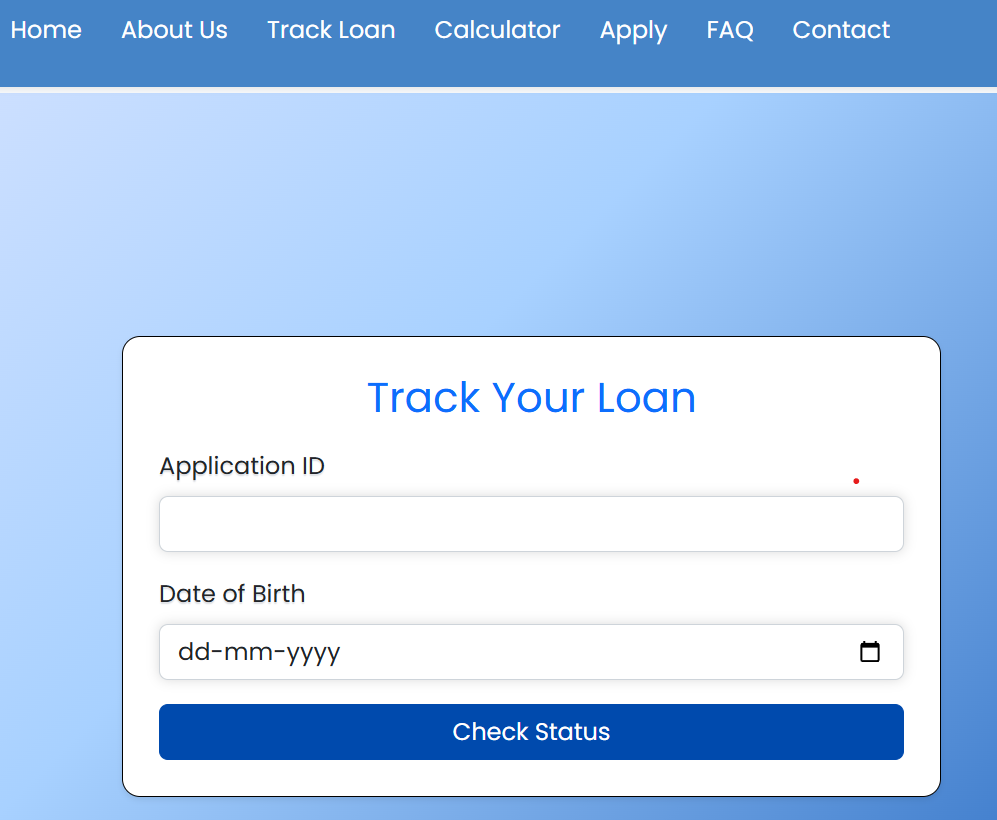 Home About Us Track Loan Calculator Apply FAQ Contact
Track Your Loan
Application ID
Date of Birth
dd-mm-yyyy
Check Status